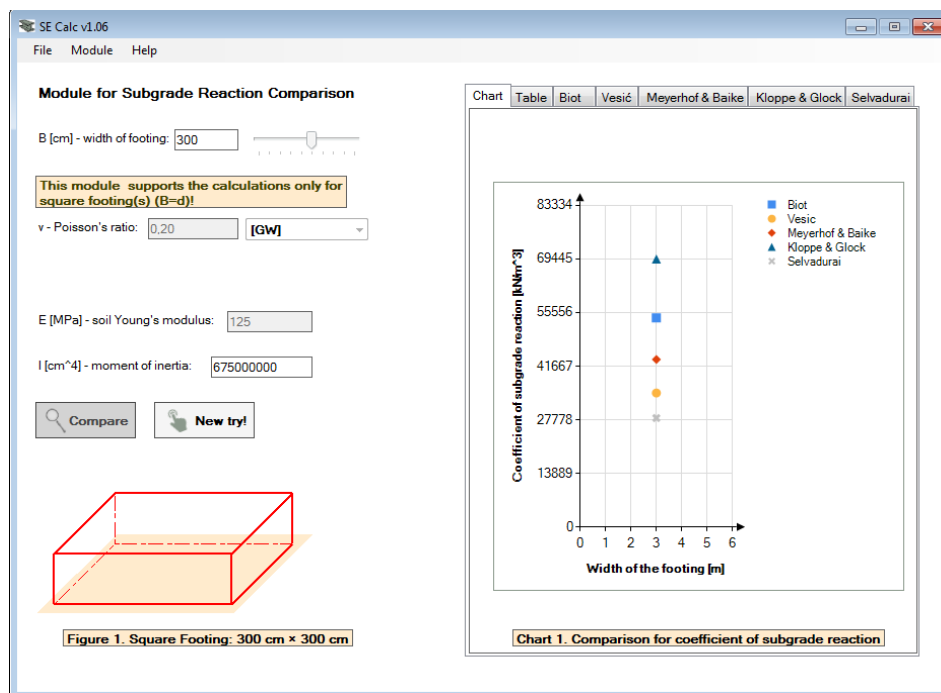 SE Calc v1.06
File Module Help
Module for Subgrade Reaction Comparison
B [cm] - width of footing: 300
This module supports the calculations only for
square footing(s) (B=d)!
ν - Poisson's ratio: 0,20 [GW]
E [MPa] - soil Young's modulus: 125
I [cm^4] - moment of inertia: 675000000
Compare New try!
Figure 1. Square Footing: 300 cm × 300 cm
Chart Table Biot Vesić Meyerhof & Baike Kloppe & Glock Selvadurai
Coefficient of subgrade reaction [kN/m^3]
83334
69445
55556
41667
27778
13889
0
0 1 2 3 4 5 6
Width of the footing [m]
Biot
Vesic
Meyerhof & Baike
Kloppe & Glock
Selvadurai
Chart 1. Comparison for coefficient of subgrade reaction